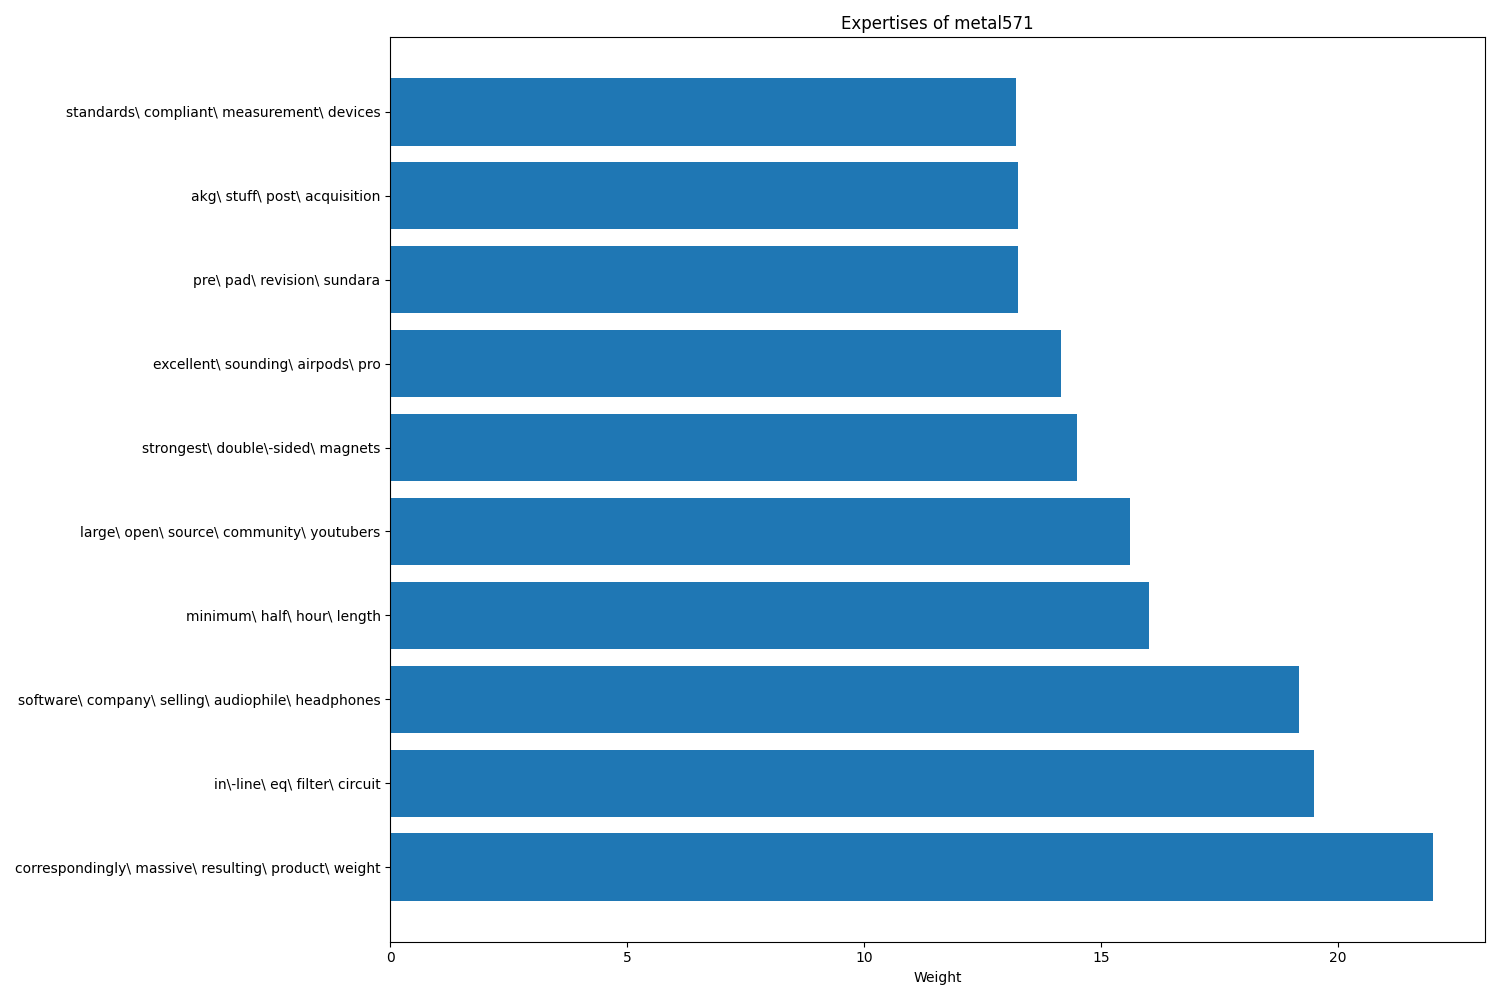 Expertises of metal571
standards\ compliant\ measurement\ devices
akg\ stuff\ post\ acquisition
pre\ pad\ revision\ sundara
excellent\ sounding\ airpods\ pro
strongest\ double\-sided\ magnets
large\ open\ source\ community\ youtubers
minimum\ half\ hour\ length
software\ company\ selling\ audiophile\ headphones
in\-line\ eq\ filter\ circuit
correspondingly\ massive\ resulting\ product\ weight
0 5 10 15 20
Weight